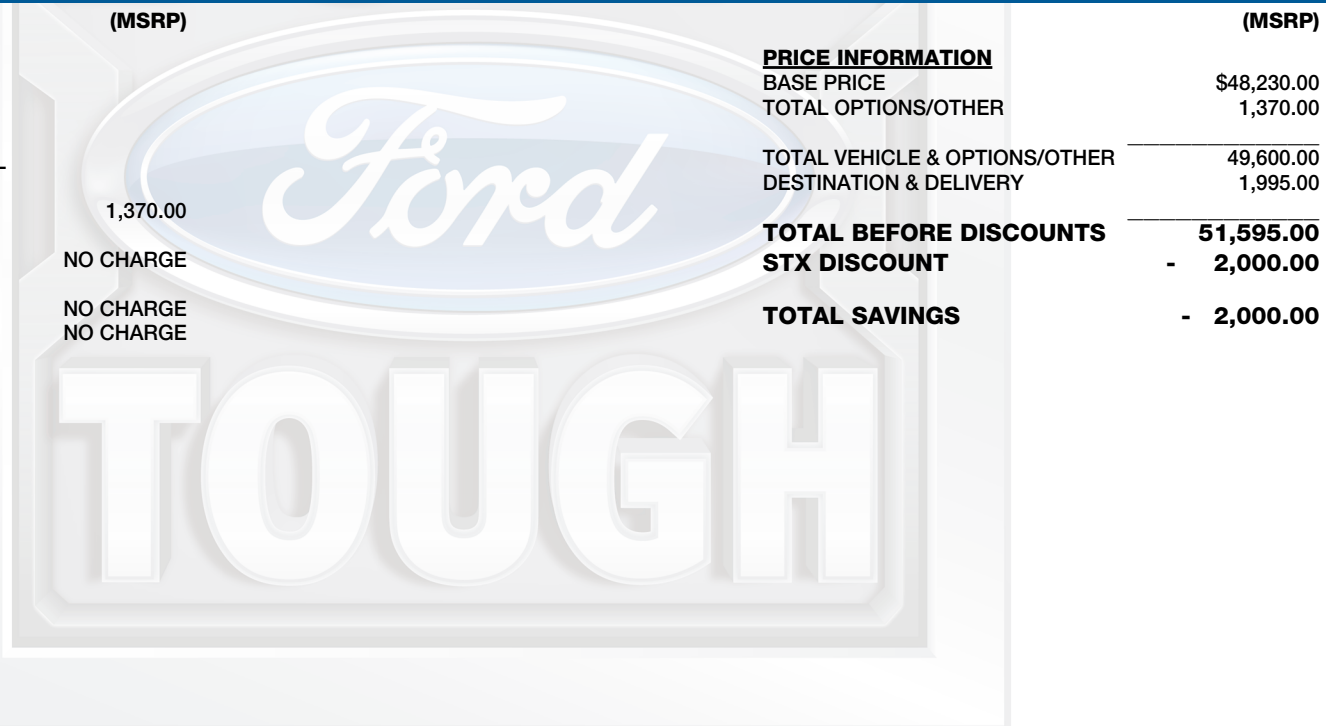 (MSRP)
1,370.00
NO CHARGE
NO CHARGE
NO CHARGE
(MSRP)
PRICE INFORMATION
BASE PRICE $48,230.00
TOTAL OPTIONS/OTHER 1,370.00
TOTAL VEHICLE & OPTIONS/OTHER 49,600.00
DESTINATION & DELIVERY 1,995.00
TOTAL BEFORE DISCOUNTS 51,595.00
STX DISCOUNT - 2,000.00
TOTAL SAVINGS - 2,000.00
Ford
TOUGH